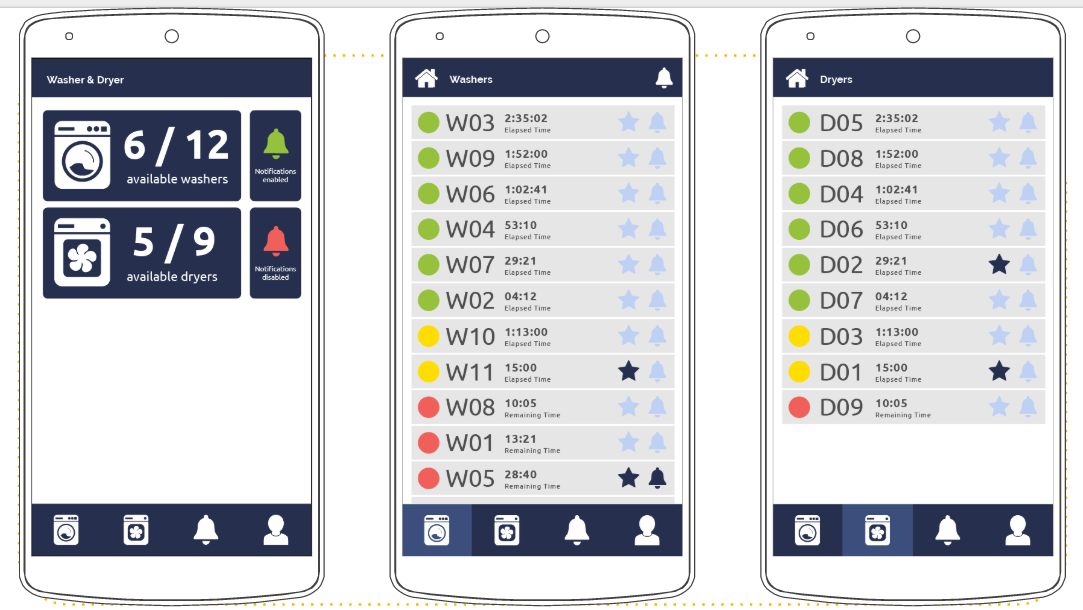 Washer & Dryer
6 / 12
available washers
Notifications
enabled
5 / 9
available dryers
Notifications
disabled
Washers
W03 2:35:02
Elapsed Time
W09 1:52:00
Elapsed Time
W06 1:02:41
Elapsed Time
W04 53:10
Elapsed Time
W07 29:21
Elapsed Time
W02 04:12
Elapsed Time
W10 1:13:00
Elapsed Time
W11 15:00
Elapsed Time
W08 10:05
Remaining Time
W01 13:21
Remaining Time
W05 28:40
Remaining Time
Dryers
D05 2:35:02
Elapsed Time
D08 1:52:00
Elapsed Time
D04 1:02:41
Elapsed Time
D06 53:10
Elapsed Time
D02 29:21
Elapsed Time
D07 04:12
Elapsed Time
D03 1:13:00
Elapsed Time
D01 15:00
Elapsed Time
D09 10:05
Remaining Time